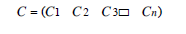 C = (C1 C2 C3□ Cn)